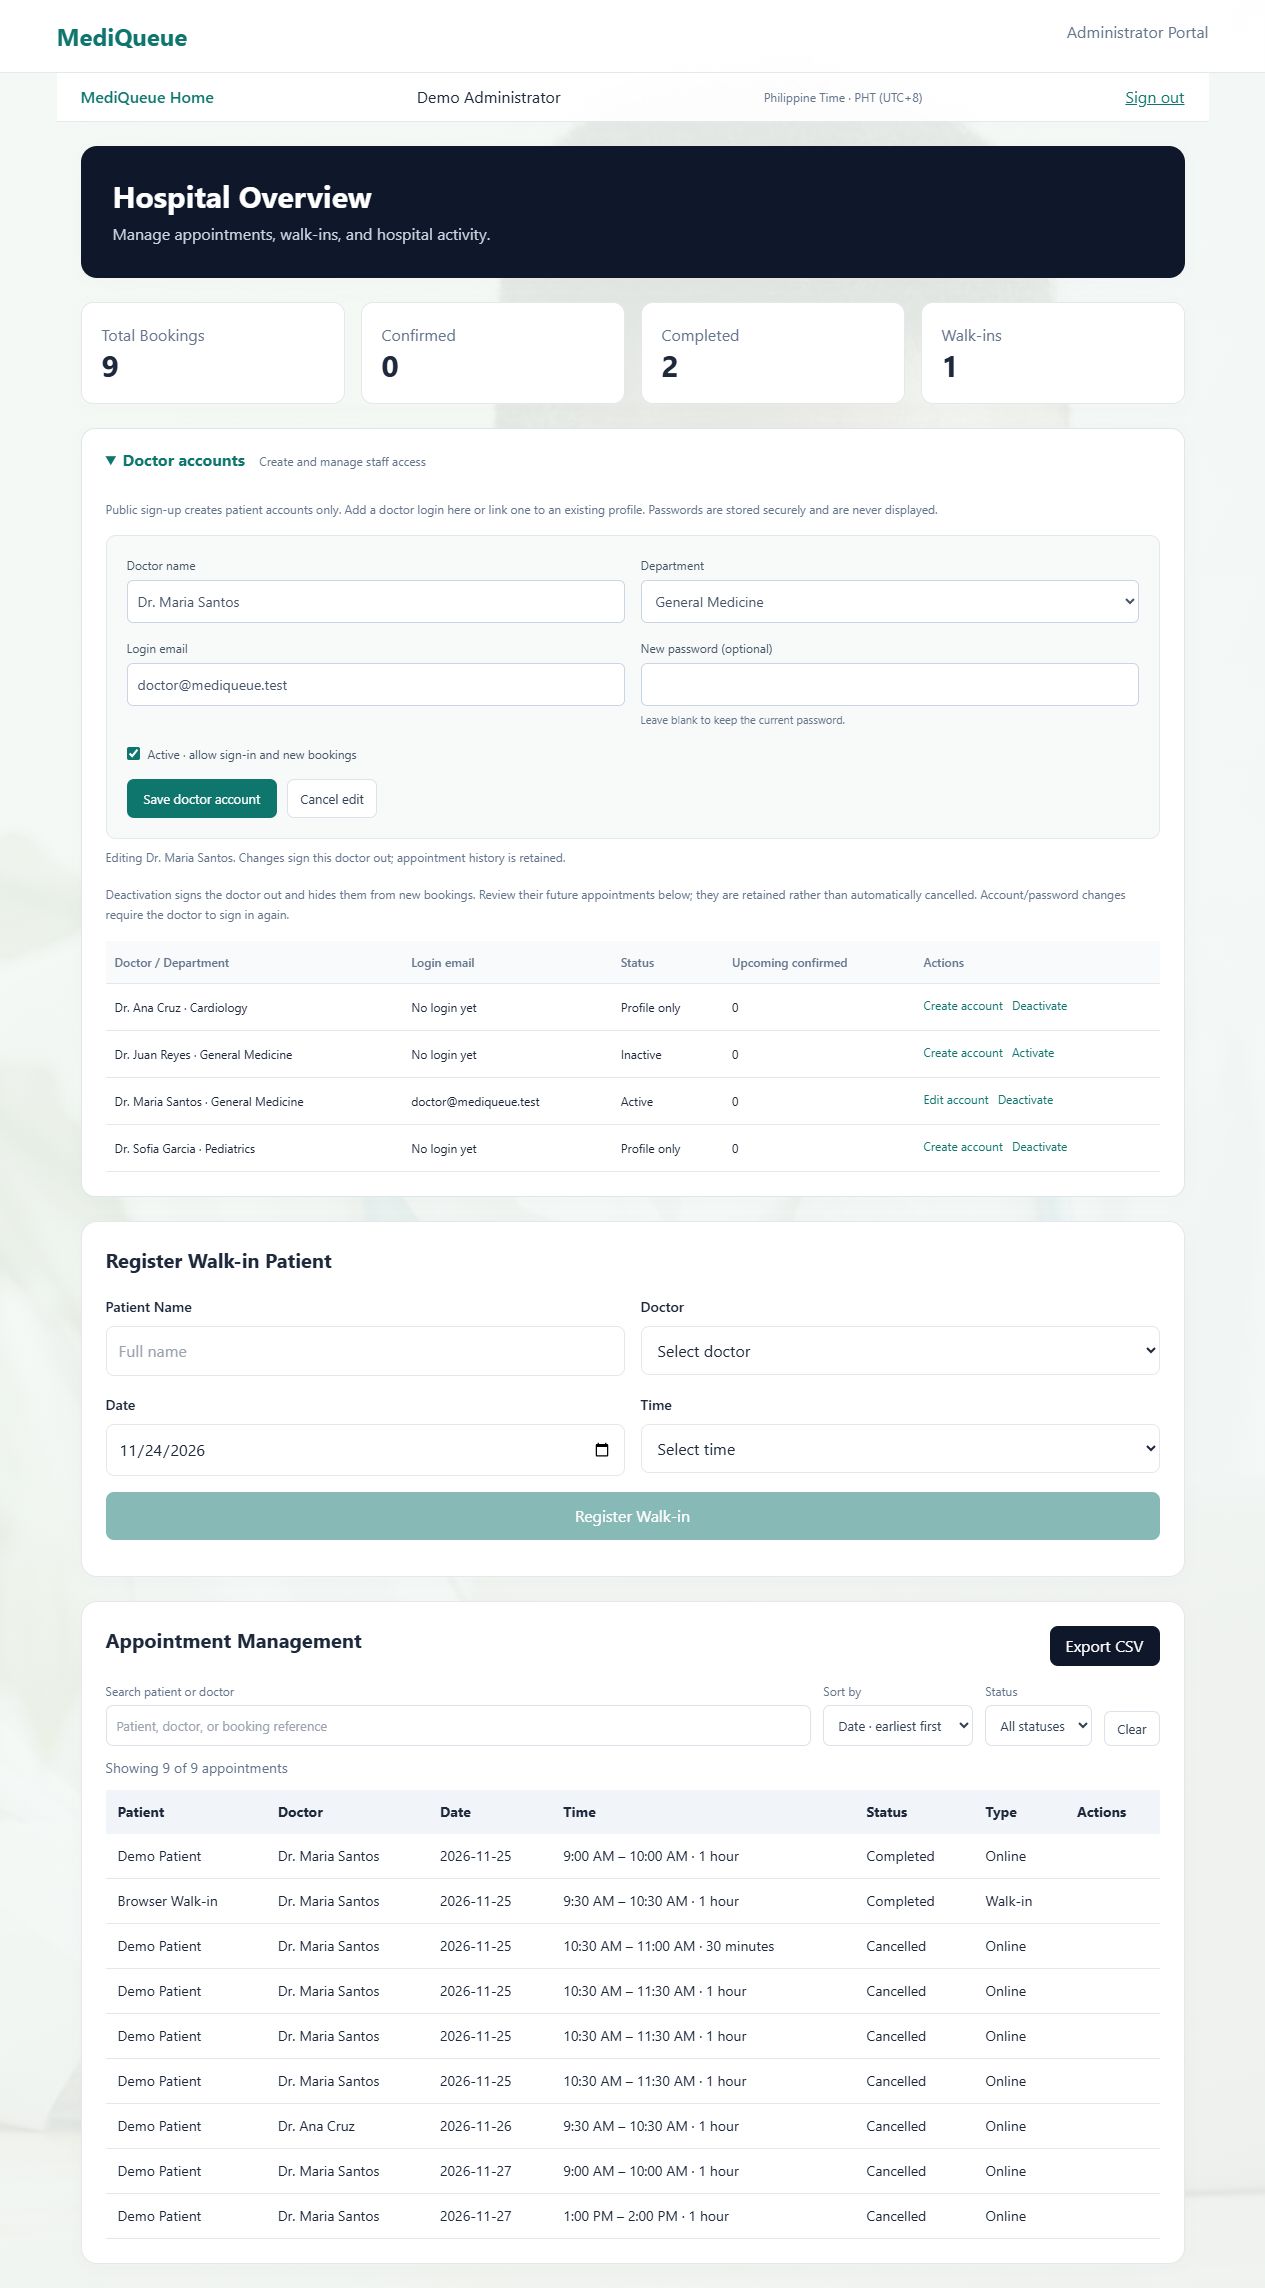 MediQueue
Administrator Portal
MediQueue Home
Demo Administrator
Philippine Time · PHT (UTC+8)
Sign out
Hospital Overview
Manage appointments, walk-ins, and hospital activity.
Total Bookings
9
Confirmed
0
Completed
2
Walk-ins
1
▼ Doctor accounts Create and manage staff access
Public sign-up creates patient accounts only. Add a doctor login here or link one to an existing profile. Passwords are stored securely and are never displayed.
Doctor name
Dr. Maria Santos
Department
General Medicine
Login email
doctor@mediqueue.test
New password (optional)
Leave blank to keep the current password.
Active · allow sign-in and new bookings
Save doctor account
Cancel edit
Editing Dr. Maria Santos. Changes sign this doctor out; appointment history is retained.
Deactivation signs the doctor out and hides them from new bookings. Review their future appointments below; they are retained rather than automatically cancelled. Account/password changes
require the doctor to sign in again.
Doctor / Department Login email Status Upcoming confirmed Actions
Dr. Ana Cruz · Cardiology No login yet Profile only 0 Create account Deactivate
Dr. Juan Reyes · General Medicine No login yet Inactive 0 Create account Activate
Dr. Maria Santos · General Medicine doctor@mediqueue.test Active 0 Edit account Deactivate
Dr. Sofia Garcia · Pediatrics No login yet Profile only 0 Create account Deactivate
Register Walk-in Patient
Patient Name
Full name
Doctor
Select doctor
Date
11/24/2026
Time
Select time
Register Walk-in
Appointment Management
Export CSV
Search patient or doctor
Patient, doctor, or booking reference
Sort by
Date · earliest first
Status
All statuses
Clear
Showing 9 of 9 appointments
Patient Doctor Date Time Status Type Actions
Demo Patient Dr. Maria Santos 2026-11-25 9:00 AM – 10:00 AM · 1 hour Completed Online
Browser Walk-in Dr. Maria Santos 2026-11-25 9:30 AM – 10:30 AM · 1 hour Completed Walk-in
Demo Patient Dr. Maria Santos 2026-11-25 10:30 AM – 11:00 AM · 30 minutes Cancelled Online
Demo Patient Dr. Maria Santos 2026-11-25 10:30 AM – 11:30 AM · 1 hour Cancelled Online
Demo Patient Dr. Maria Santos 2026-11-25 10:30 AM – 11:30 AM · 1 hour Cancelled Online
Demo Patient Dr. Maria Santos 2026-11-25 10:30 AM – 11:30 AM · 1 hour Cancelled Online
Demo Patient Dr. Ana Cruz 2026-11-26 9:30 AM – 10:30 AM · 1 hour Cancelled Online
Demo Patient Dr. Maria Santos 2026-11-27 9:00 AM – 10:00 AM · 1 hour Cancelled Online
Demo Patient Dr. Maria Santos 2026-11-27 1:00 PM – 2:00 PM · 1 hour Cancelled Online